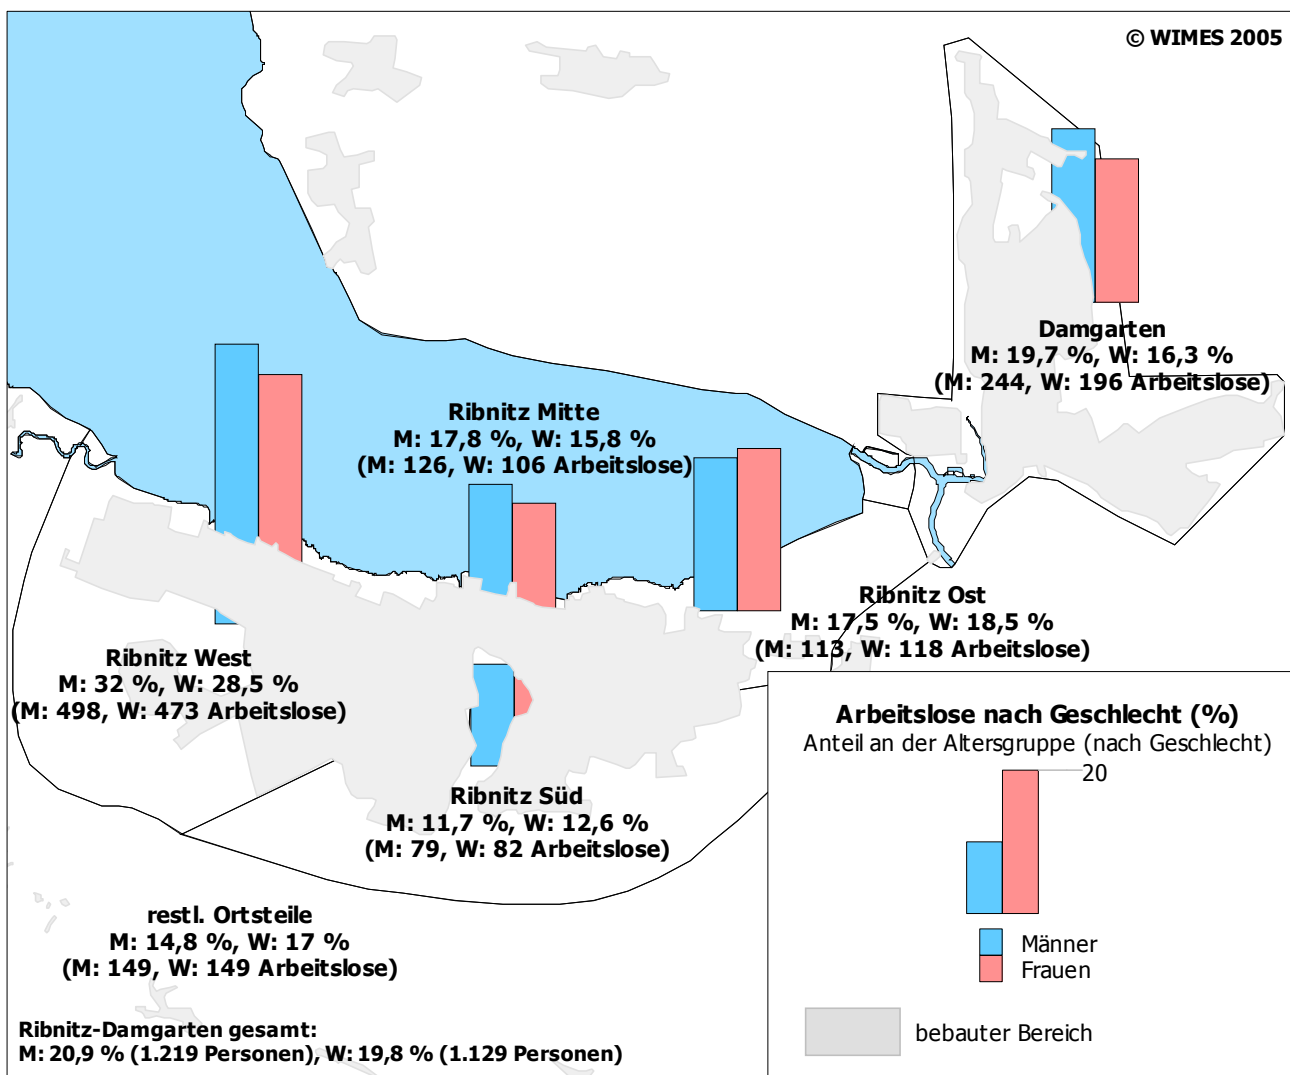 © WIMES 2005
Damgarten
M: 19,7 %, W: 16,3 %
(M: 244, W: 196 Arbeitslose)
Ribnitz Mitte
M: 17,8 %, W: 15,8 %
(M: 126, W: 106 Arbeitslose)
Ribnitz Ost
M: 17,5 %, W: 18,5 %
(M: 113, W: 118 Arbeitslose)
Ribnitz West
M: 32 %, W: 28,5 %
(M: 498, W: 473 Arbeitslose)
Ribnitz Süd
M: 11,7 %, W: 12,6 %
(M: 79, W: 82 Arbeitslose)
restl. Ortsteile
M: 14,8 %, W: 17 %
(M: 149, W: 149 Arbeitslose)
Ribnitz-Damgarten gesamt:
M: 20,9 % (1.219 Personen), W: 19,8 % (1.129 Personen)
Arbeitslose nach Geschlecht (%)
Anteil an der Altersgruppe (nach Geschlecht)
20
Männer
Frauen
bebauter Bereich